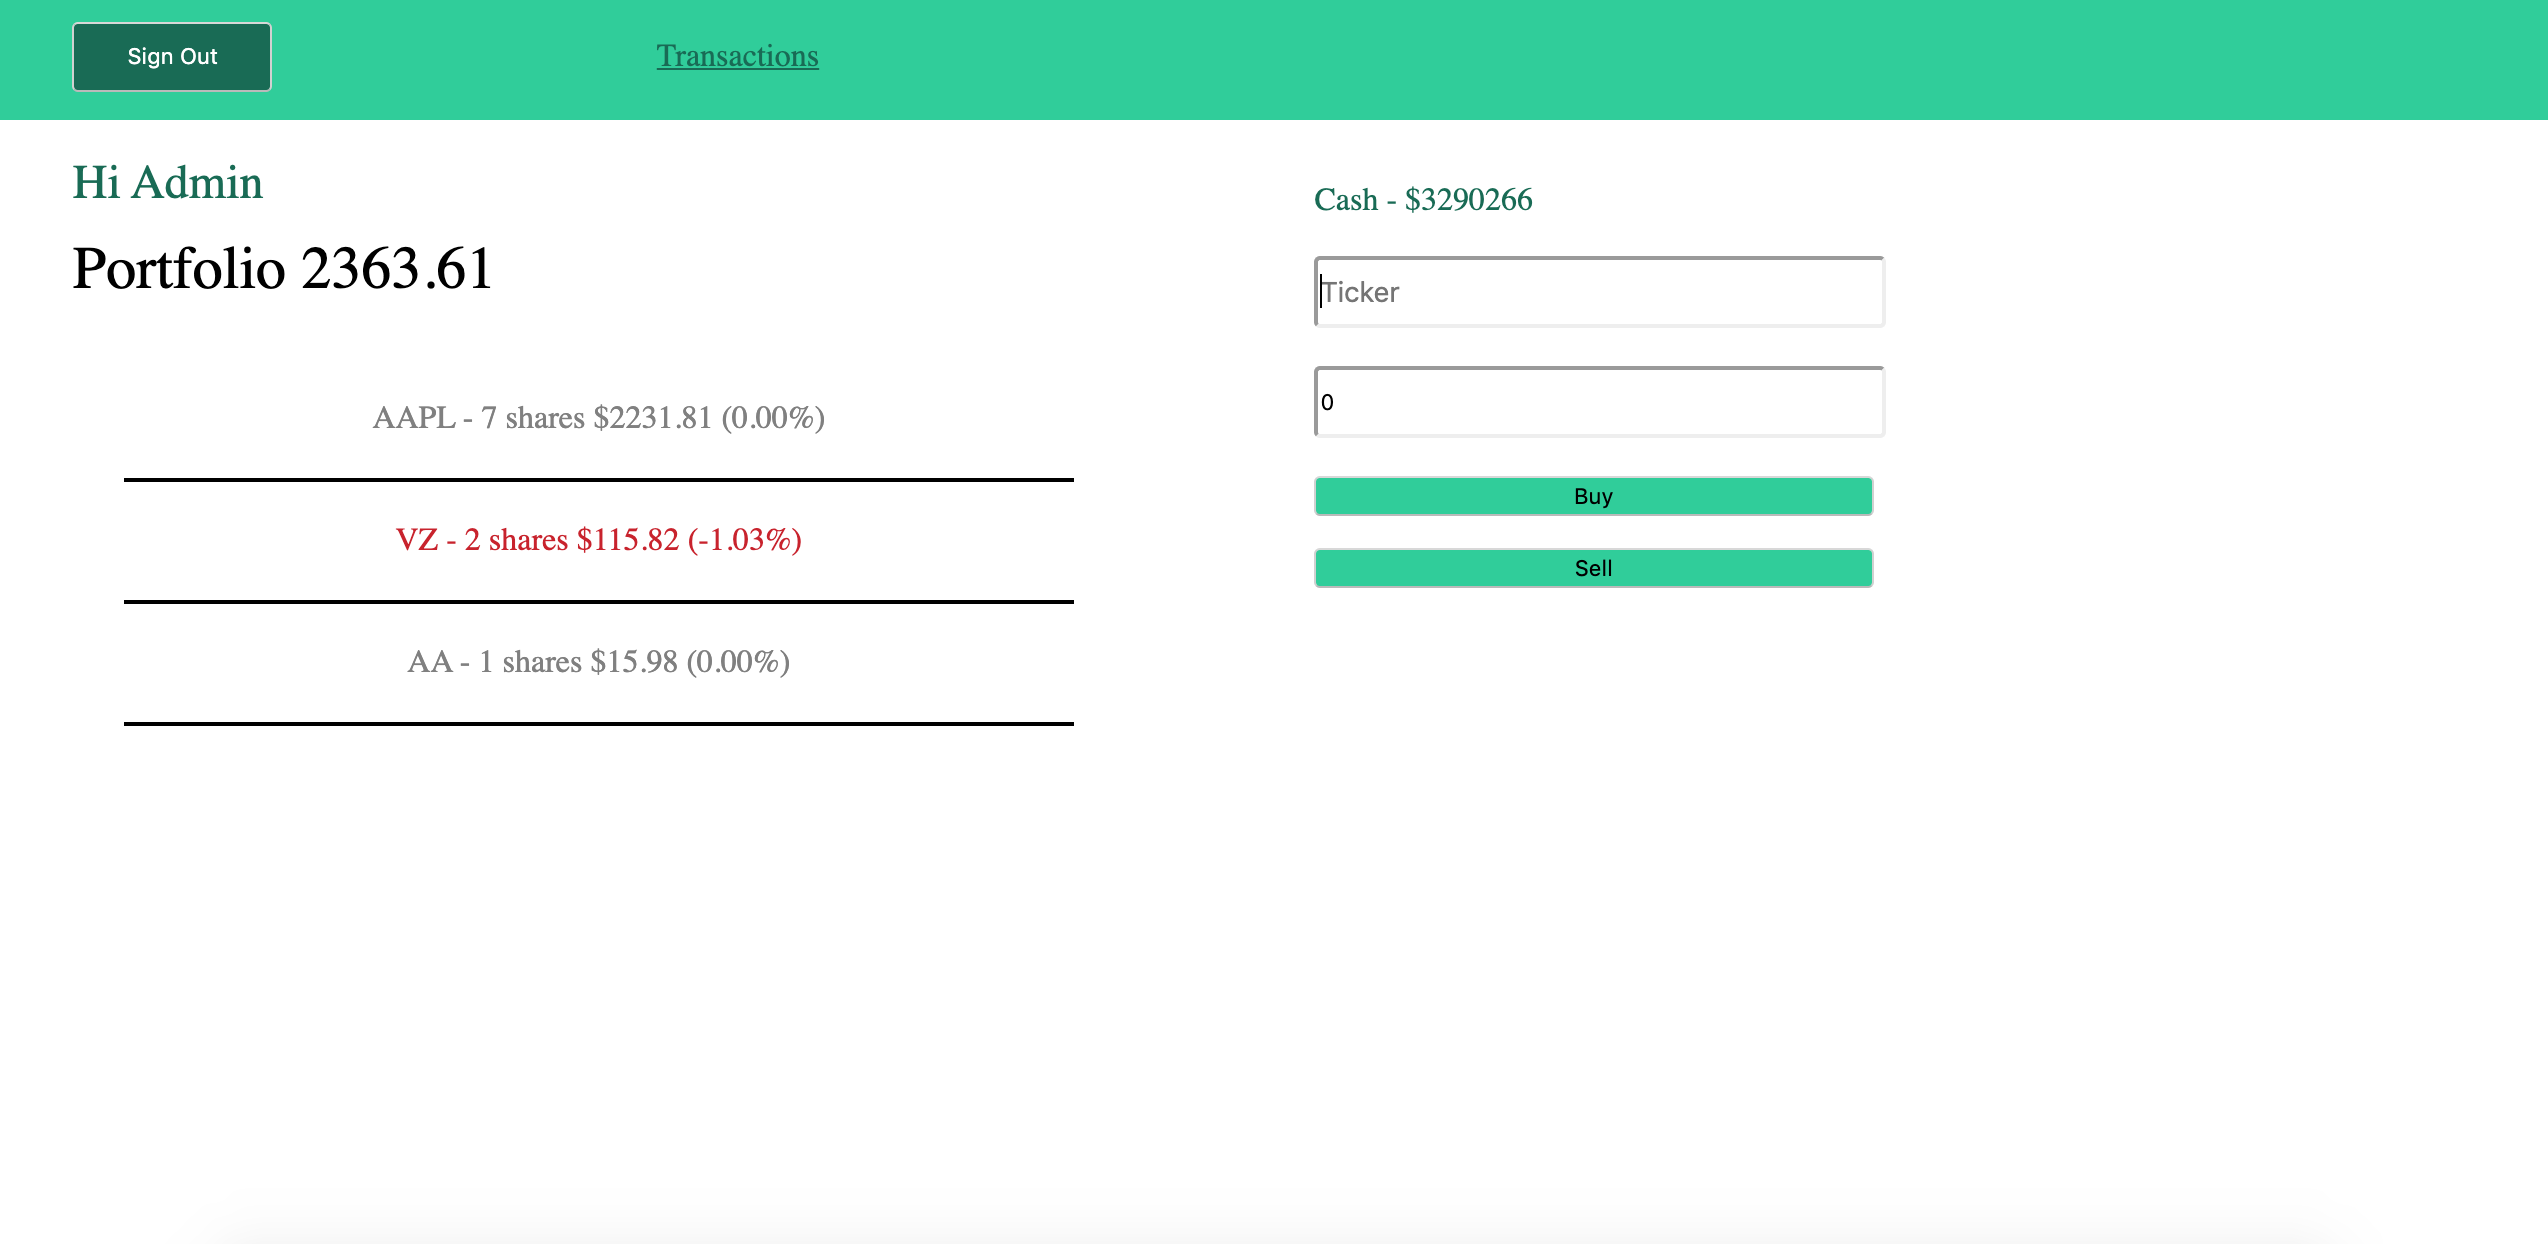 Sign Out
Transactions
Hi Admin
Portfolio 2363.61
AAPL - 7 shares $2231.81 (0.00%)
VZ - 2 shares $115.82 (-1.03%)
AA - 1 shares $15.98 (0.00%)
Cash - $3290266
Ticker
0
Buy
Sell